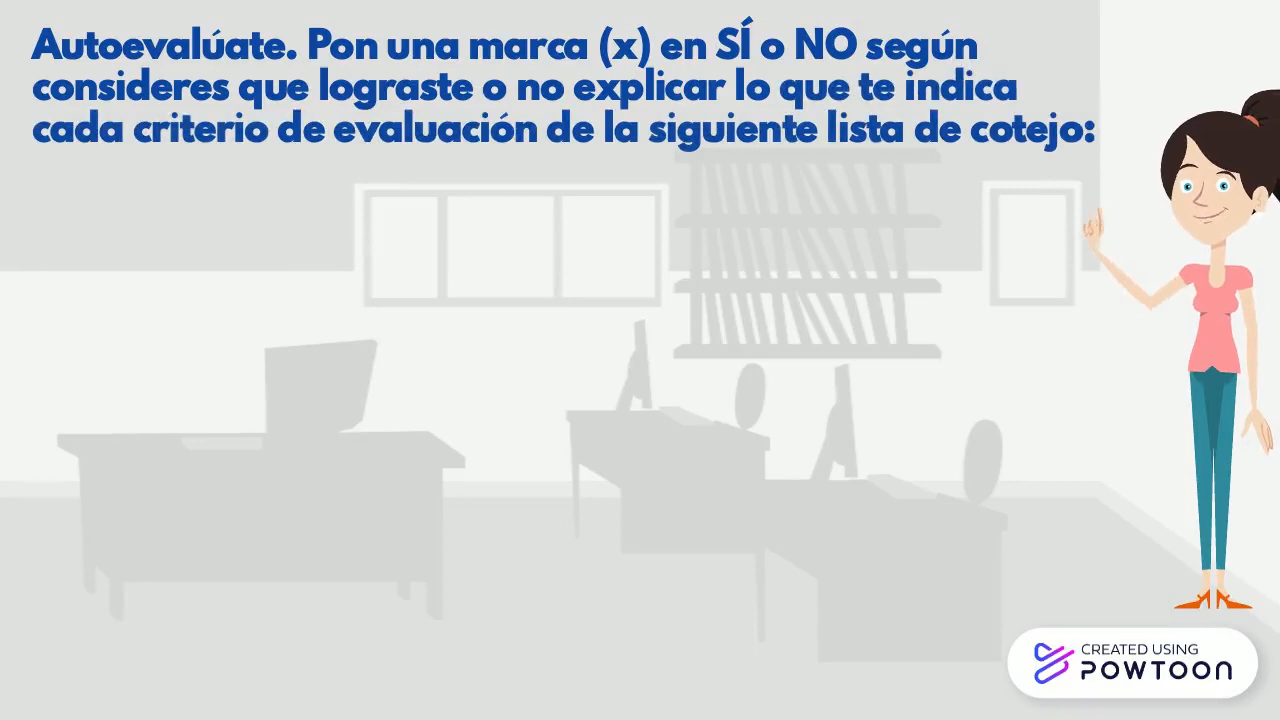 Autoevalúate. Pon una marca (x) en SÍ o NO según
consideres que lograste o no explicar lo que te indica
cada criterio de evaluación de la siguiente lista de cotejo:
CREATED USING
POWTOON